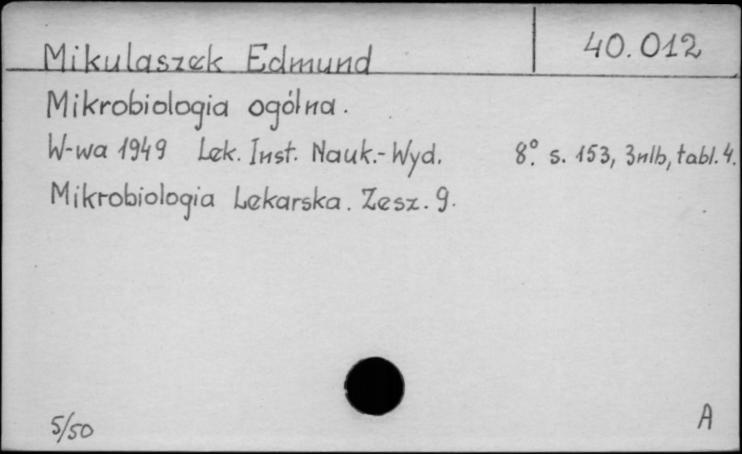 Mikulaszek Edmund 40.012
Mikrobiologia ogólna.
W-wa 1949 Lek. Inst. Nauk.-Wyd. 8° s. 153, 3nlb, tabl. 4.
Mikrobiologia Lekarska. Zesz. 9.
5/50 A